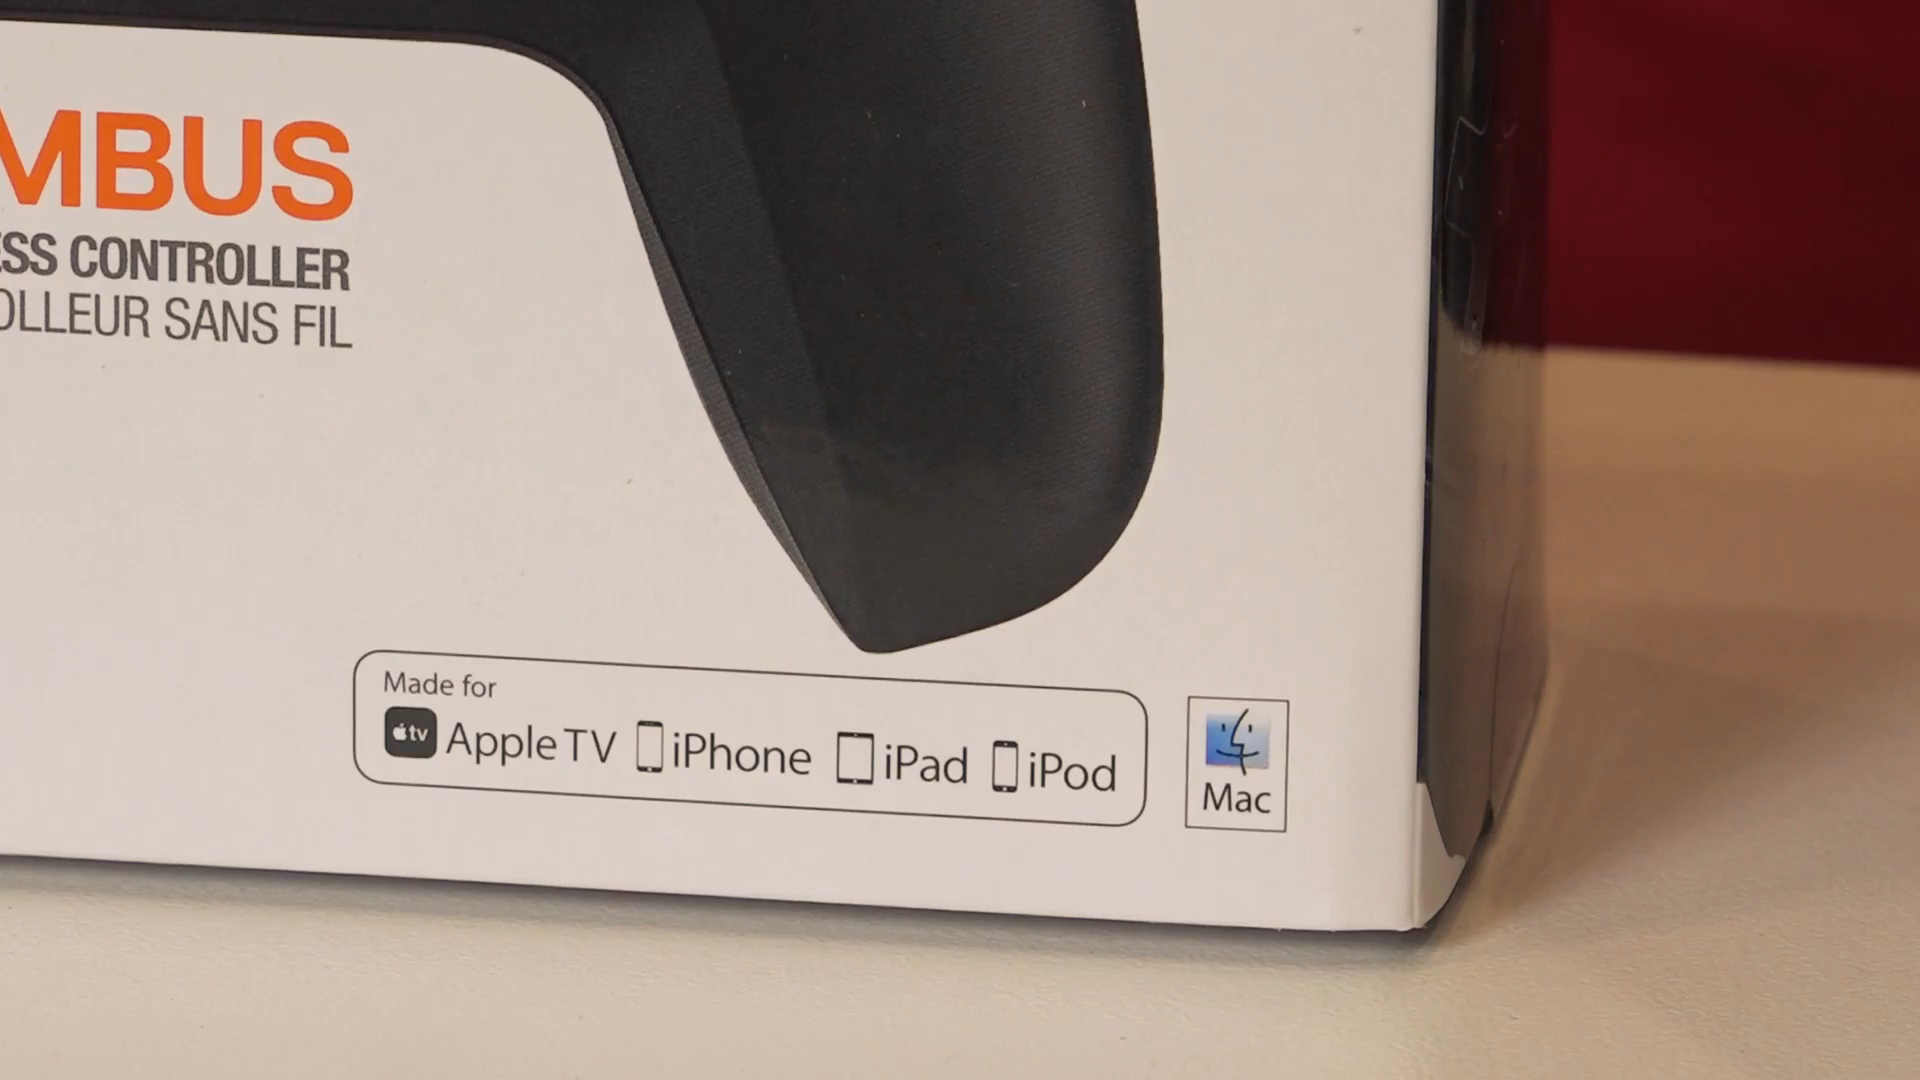 MBUS
ESS CONTROLLER
OLLEUR SANS FIL
Made for
tv Apple TV iPhone iPad iPod
Mac